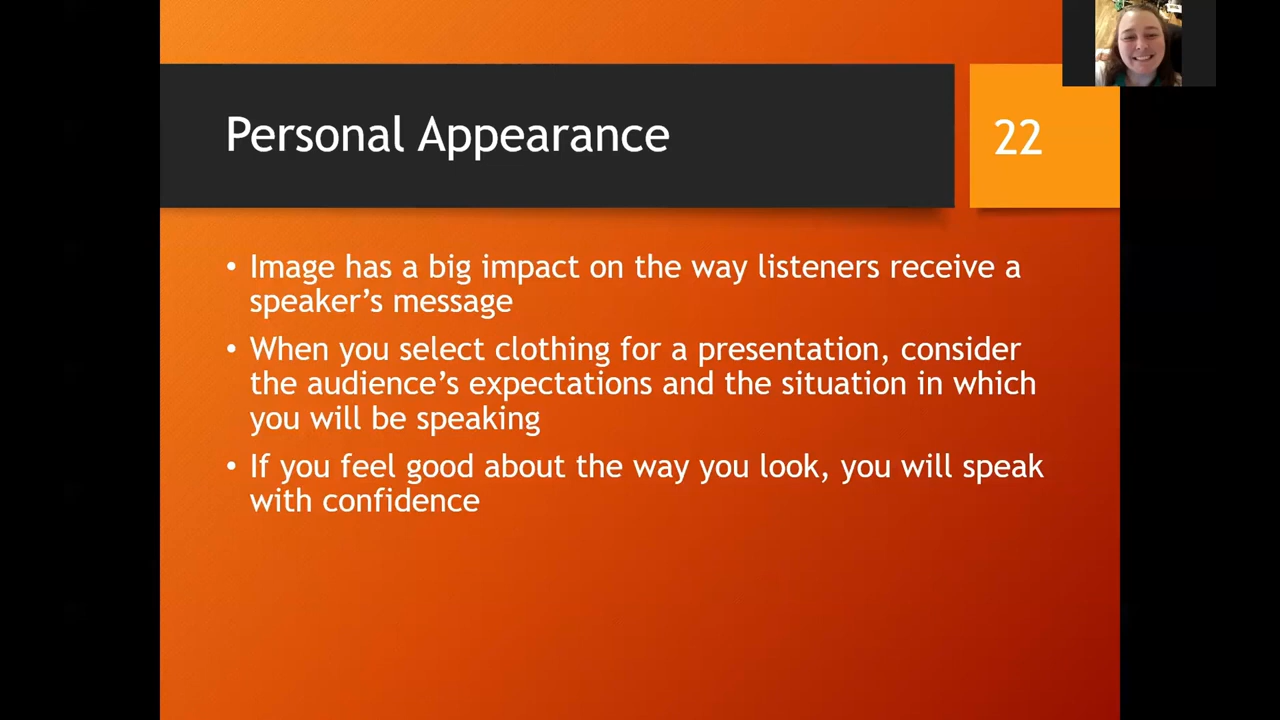 Personal Appearance
22
• Image has a big impact on the way listeners receive a
speaker’s message
• When you select clothing for a presentation, consider
the audience’s expectations and the situation in which
you will be speaking
• If you feel good about the way you look, you will speak
with confidence